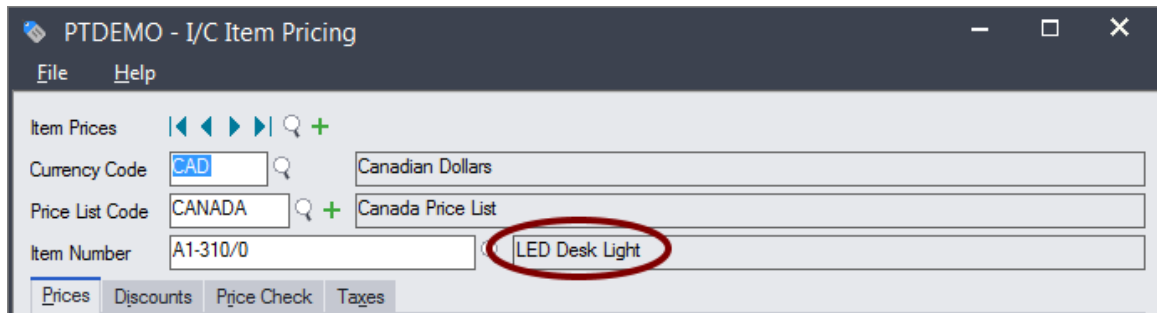 PTDEMO - I/C Item Pricing
File Help
Item Prices
Currency Code CAD Canadian Dollars
Price List Code CANADA Canada Price List
Item Number A1-310/0 LED Desk Light
Prices Discounts Price Check Taxes